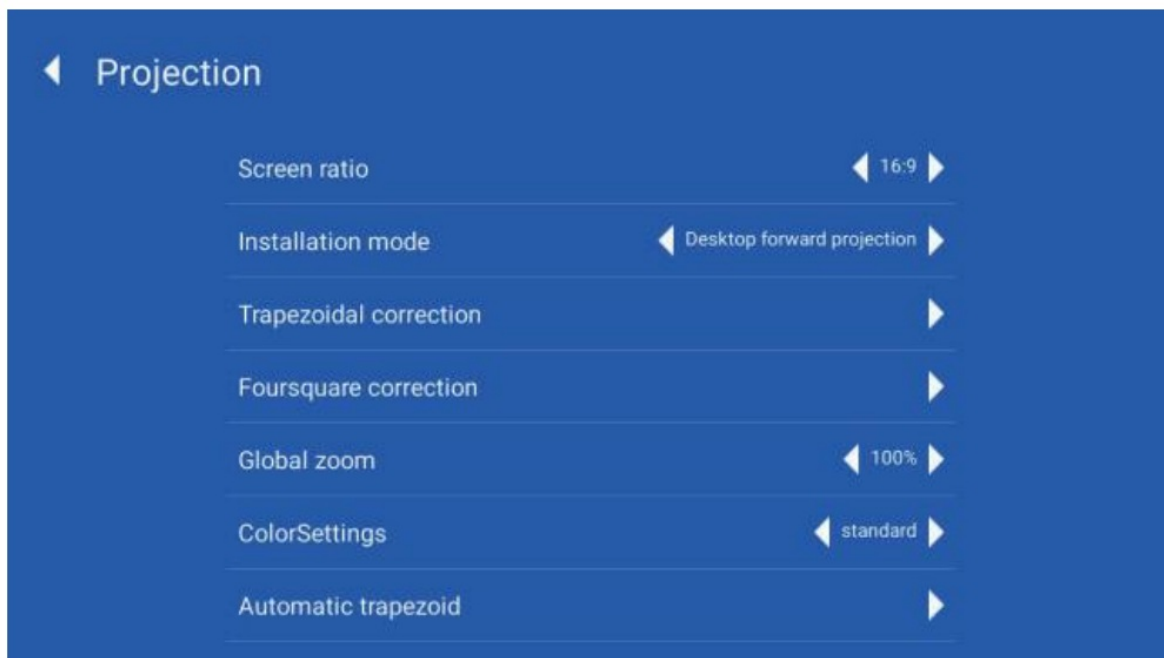 Projection
Screen ratio 16:9
Installation mode Desktop forward projection
Trapezoidal correction
Foursquare correction
Global zoom 100%
ColorSettings standard
Automatic trapezoid